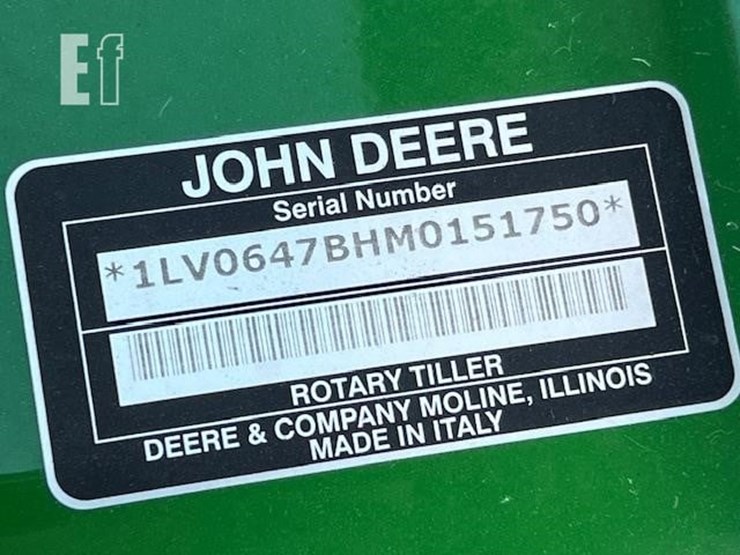 Ef
JOHN DEERE
Serial Number
*1LV0647BHM0151750*
ROTARY TILLER
DEERE & COMPANY MOLINE, ILLINOIS
MADE IN ITALY